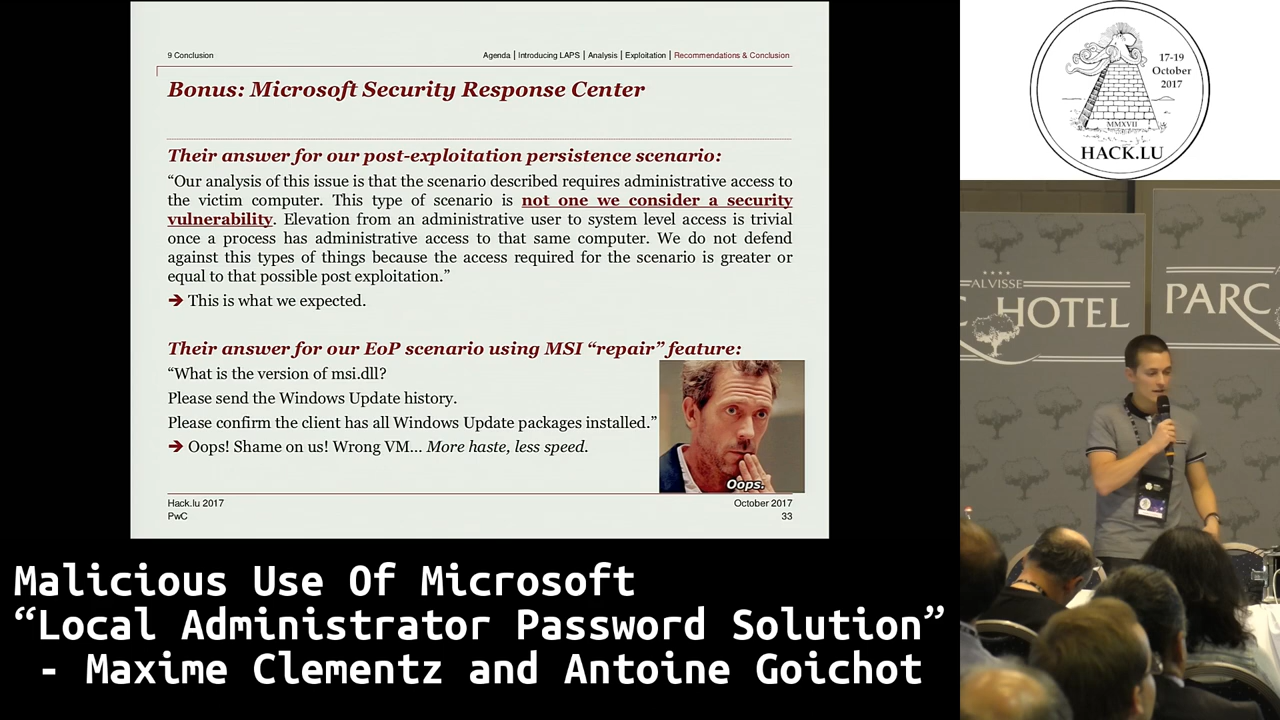 9 Conclusion
Agenda | Introducing LAPS | Analysis | Exploitation | Recommendations & Conclusion
Bonus: Microsoft Security Response Center
Their answer for our post-exploitation persistence scenario:
“Our analysis of this issue is that the scenario described requires administrative access to
the victim computer. This type of scenario is not one we consider a security
vulnerability. Elevation from an administrative user to system level access is trivial
once a process has administrative access to that same computer. We do not defend
against this types of things because the access required for the scenario is greater or
equal to that possible post exploitation.”
➔ This is what we expected.
Their answer for our EoP scenario using MSI “repair” feature:
“What is the version of msi.dll?
Please send the Windows Update history.
Please confirm the client has all Windows Update packages installed.”
➔ Oops! Shame on us! Wrong VM... More haste, less speed.
Oops.
Hack.lu 2017
October 2017
PwC
33
17-19
October
2017
MMXVII
HACK.LU
ALVISSE
C HOTEL
PARC
Malicious Use Of Microsoft
“Local Administrator Password Solution”
- Maxime Clementz and Antoine Goichot